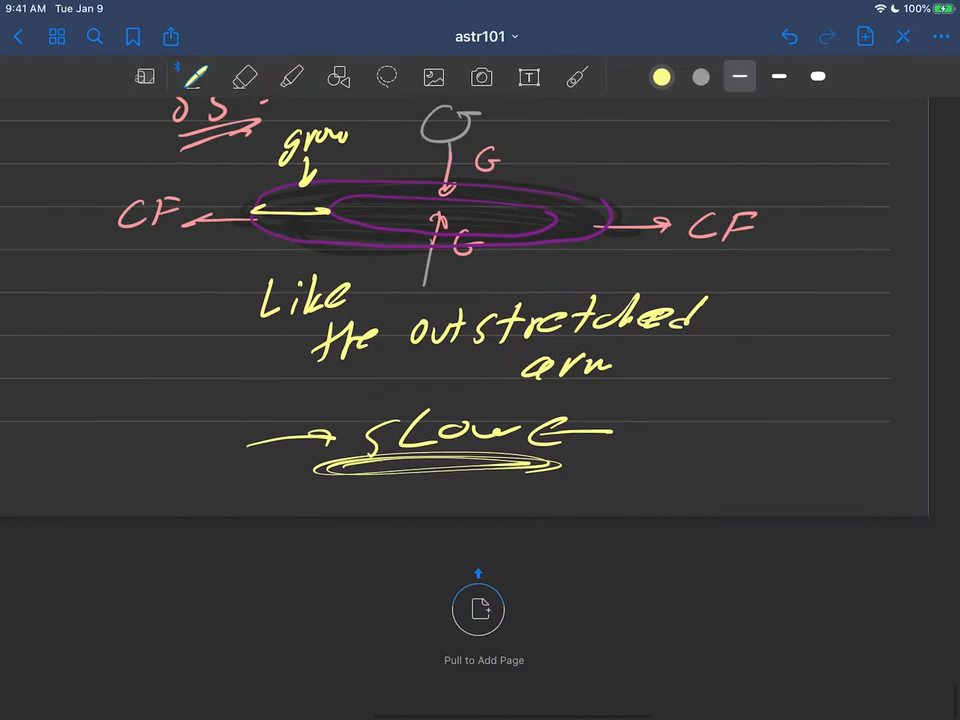 9:41 AM Tue Jan 9
100%
astr101
T
grow
G
CF
CF
G
Like
the outstretched
arm
slow
Pull to Add Page